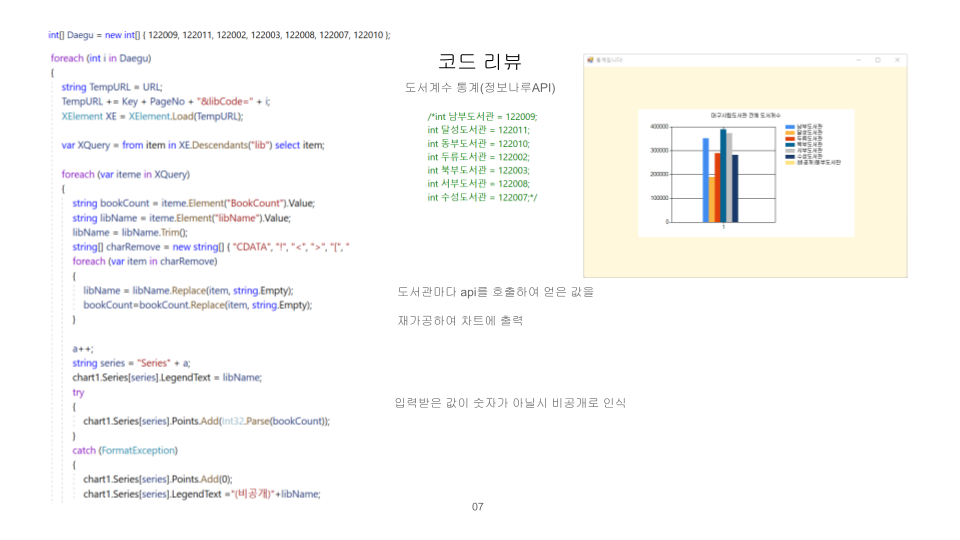 int[] Daegu = new int[] { 122009, 122011, 122002, 122003, 122008, 122007, 122010 };
foreach (int i in Daegu)
{
string TempURL = URL;
TempURL += Key + PageNo + "&libCode=" + i;
XElement XE = XElement.Load(TempURL);
var XQuery = from item in XE.Descendants("lib") select item;
foreach (var iteme in XQuery)
{
string bookCount = iteme.Element("BookCount").Value;
string libName = iteme.Element("libName").Value;
libName = libName.Trim();
string[] charRemove = new string[] { "CDATA", "!", "<", ">", "[", "
foreach (var item in charRemove)
{
libName = libName.Replace(item, string.Empty);
bookCount=bookCount.Replace(item, string.Empty);
}
a++;
string series = "Series" + a;
chart1.Series[series].LegendText = libName;
try
{
chart1.Series[series].Points.Add(Int32.Parse(bookCount));
}
catch (FormatException)
{
chart1.Series[series].Points.Add(0);
chart1.Series[series].LegendText ="(비공개)"+libName;
코드 리뷰
도서계수 통계(정보나루API)
/*int 남부도서관 = 122009;
int 달성도서관 = 122011;
int 동부도서관 = 122010;
int 두류도서관 = 122002;
int 북부도서관 = 122003;
int 서부도서관 = 122008;
int 수성도서관 = 122007;*/
도서관마다 api를 호출하여 얻은 값을
재가공하여 차트에 출력
입력받은 값이 숫자가 아닐시 비공개로 인식
출력됩니다
대구시립도서관 전체 도서계수
400000
300000
200000
100000
0
1
남부도서관
달성도서관
두류도서관
북부도서관
서부도서관
수성도서관
(비공개)동부도서관
07